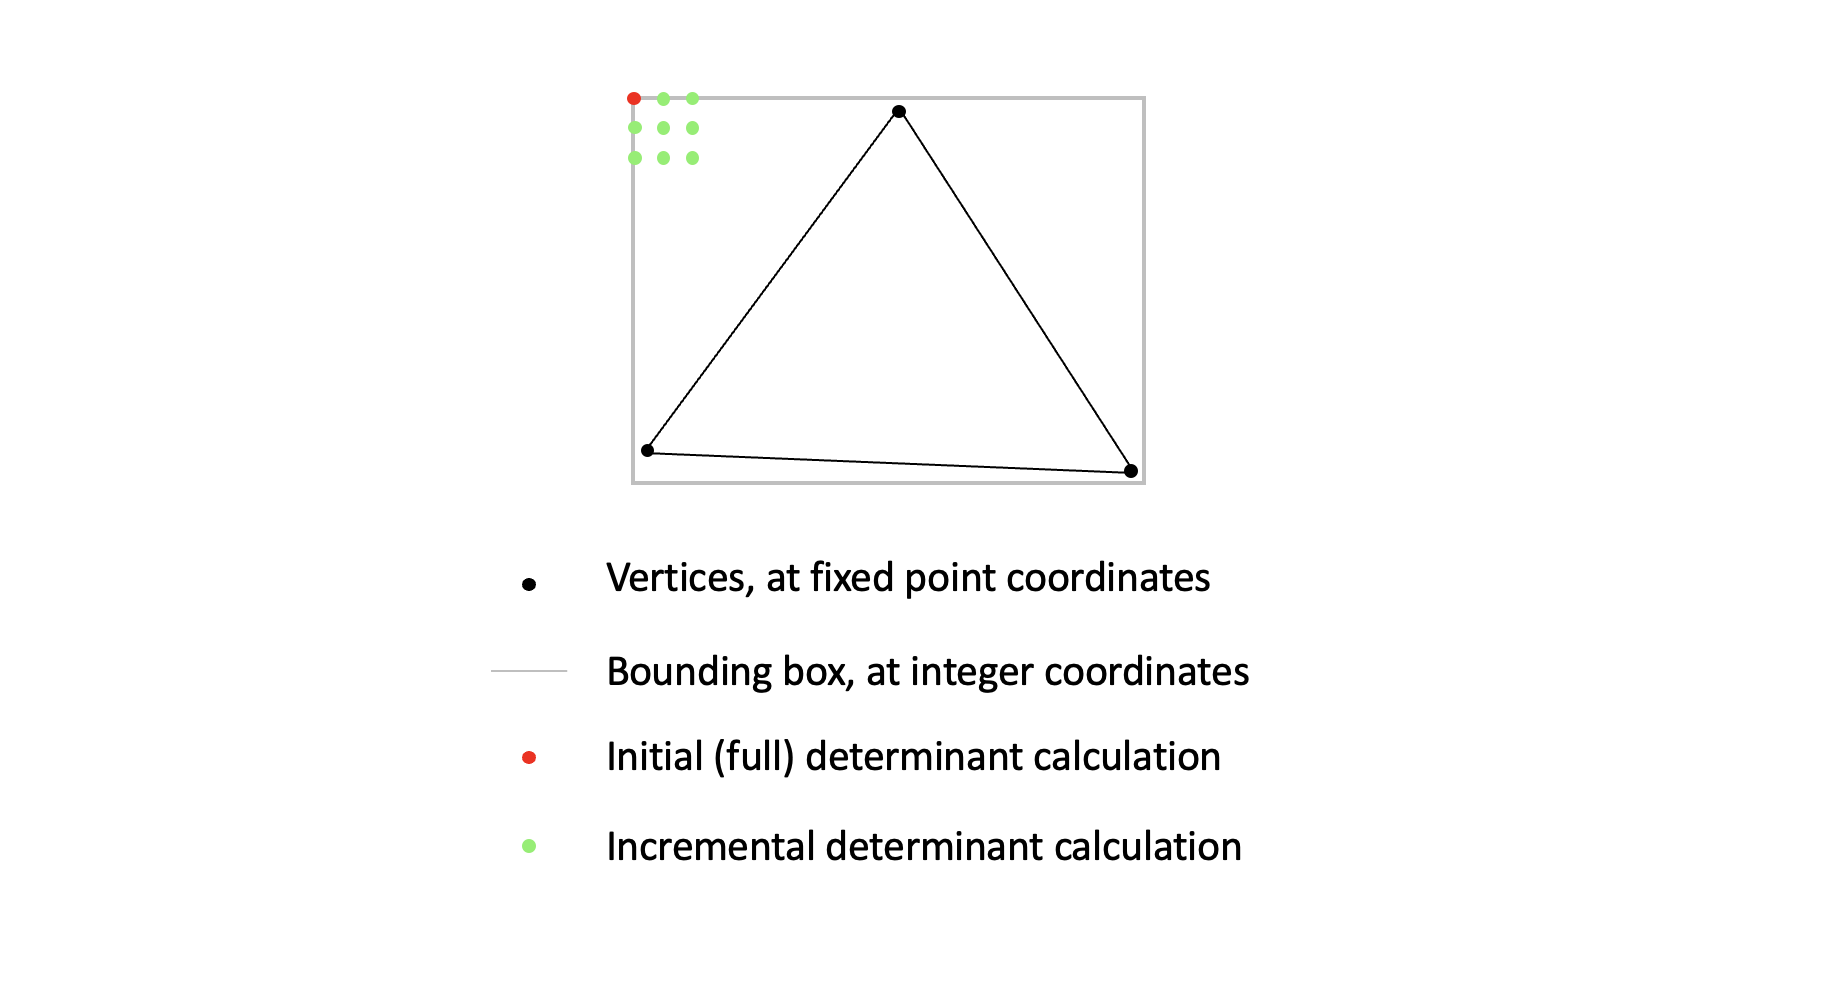 Vertices, at fixed point coordinates
Bounding box, at integer coordinates
Initial (full) determinant calculation
Incremental determinant calculation